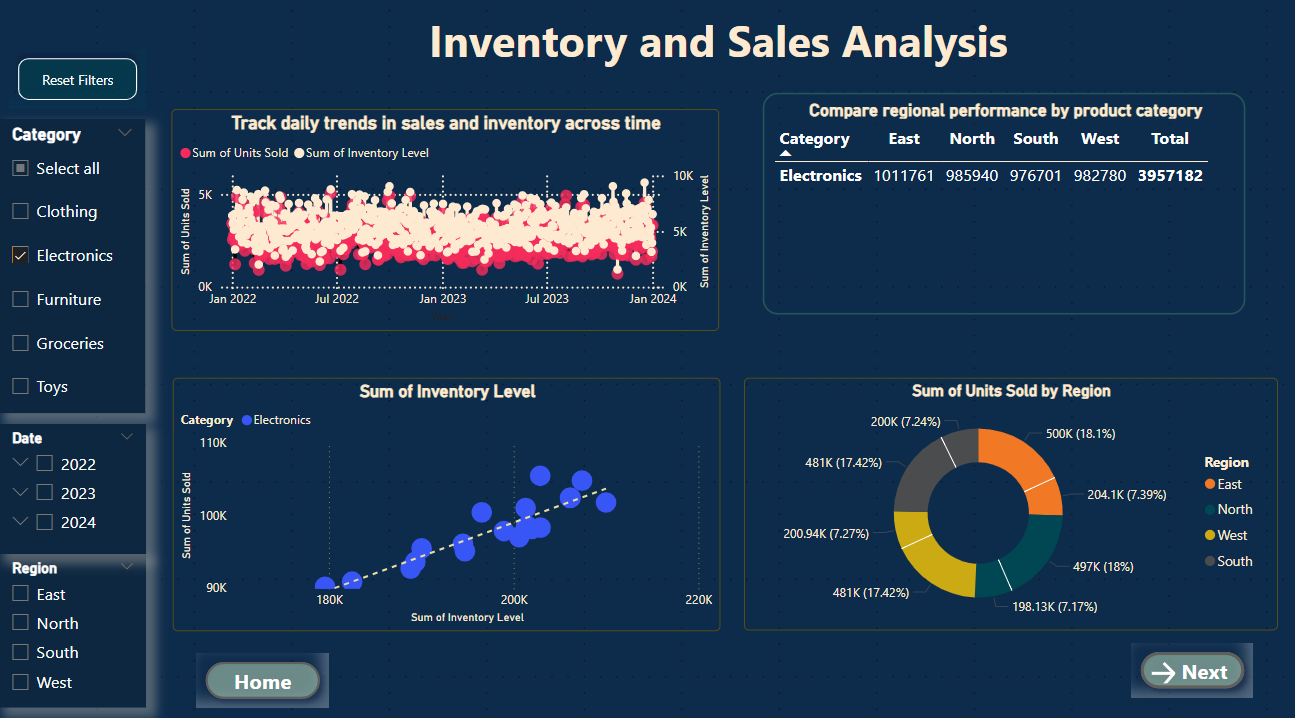 Inventory and Sales Analysis
Reset Filters
Category
Select all
Clothing
Electronics
Furniture
Groceries
Toys
Date
2022
2023
2024
Region
East
North
South
West
Track daily trends in sales and inventory across time
Sum of Units Sold Sum of Inventory Level
Sum of Units Sold
5K
0K
10K
5K
0K
Sum of Inventory Level
Jan 2022 Jul 2022 Jan 2023 Jul 2023 Jan 2024
Compare regional performance by product category
Category East North South West Total
Electronics 1011761 985940 976701 982780 3957182
Sum of Inventory Level
Category Electronics
Sum of Units Sold
110K
100K
90K
180K 200K 220K
Sum of Inventory Level
Sum of Units Sold by Region
200K (7.24%)
500K (18.1%)
481K (17.42%)
204.1K (7.39%)
200.94K (7.27%)
497K (18%)
481K (17.42%)
198.13K (7.17%)
Region
East
North
West
South
Home
Next